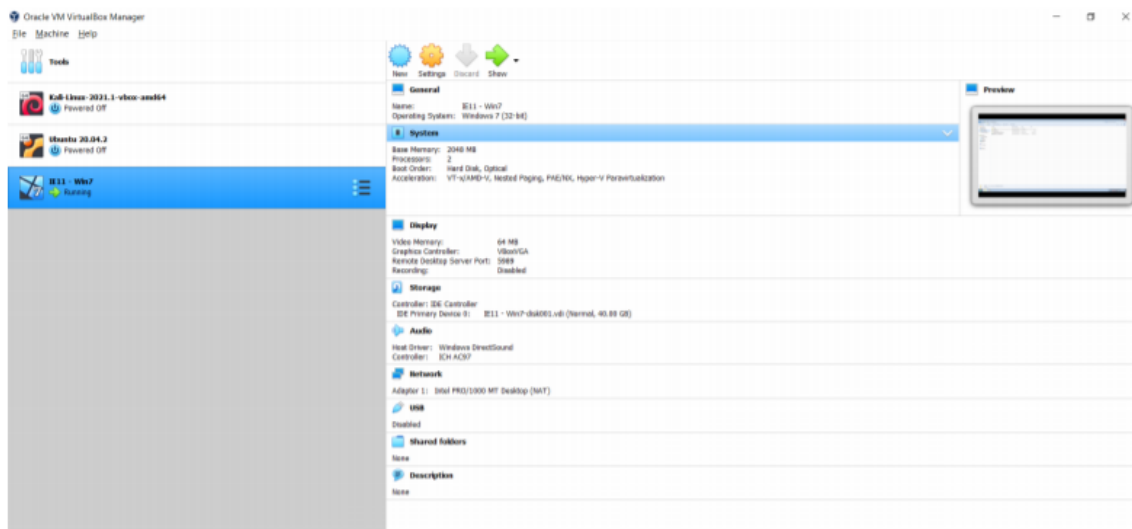 Oracle VM VirtualBox Manager
File Machine Help
Tools
Kali-Linux-2021.1-vbox-amd64
Powered Off
Ubuntu 20.04.2
Powered Off
IE11 - Win7
Running
New Settings Discard Show
General
Name: IE11 - Win7
Operating System: Windows 7 (32-bit)
System
Base Memory: 2048 MB
Processors: 2
Boot Order: Hard Disk, Optical
Acceleration: VT-x/AMD-V, Nested Paging, PAE/NX, Hyper-V Paravirtualization
Preview
Display
Video Memory: 64 MB
Graphics Controller: VBoxVGA
Remote Desktop Server Port: 5989
Recording: Disabled
Storage
Controller: IDE Controller
IDE Primary Device 0: IE11 - Win7-disk001.vdi (Normal, 40.00 GB)
Audio
Host Driver: Windows DirectSound
Controller: ICH AC97
Network
Adapter 1: Intel PRO/1000 MT Desktop (NAT)
USB
Disabled
Shared folders
None
Description
None